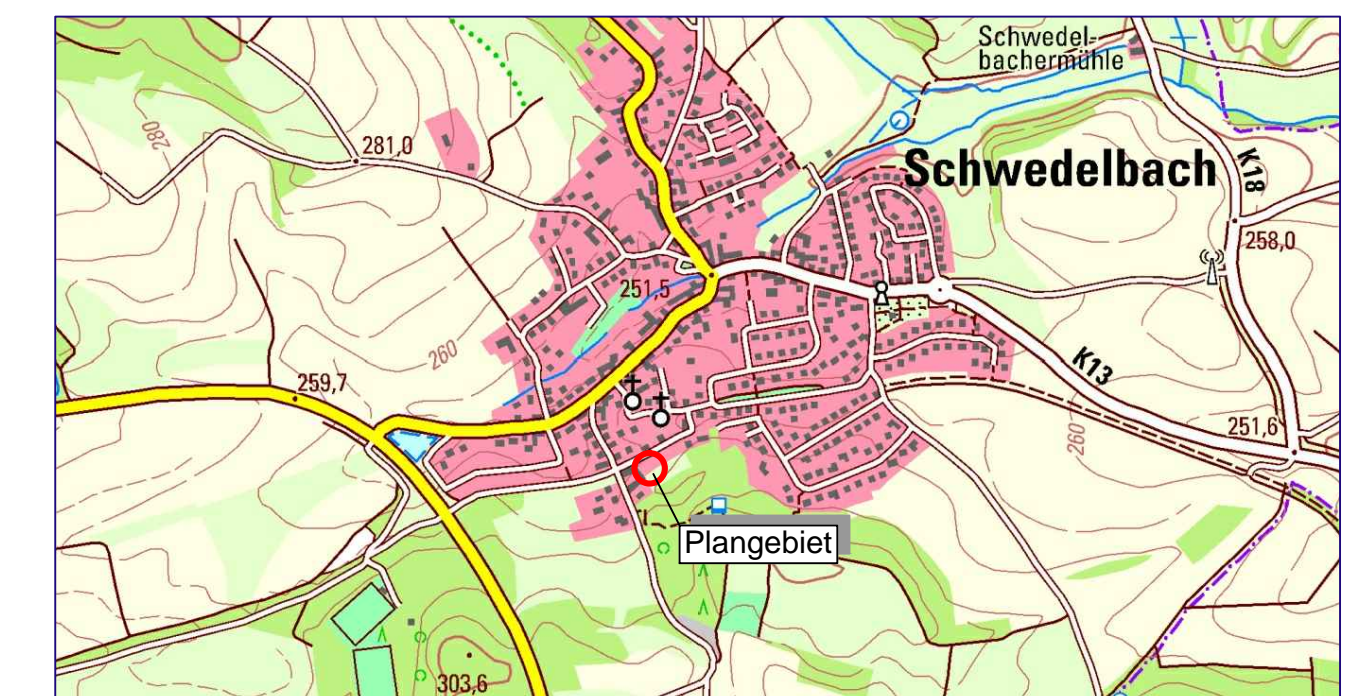 Schwedel-
bachermühle
280
281,0
Schwedelbach
K18
258,0
251,5
260
259,7
K13
260
251,6
Plangebiet
303,6